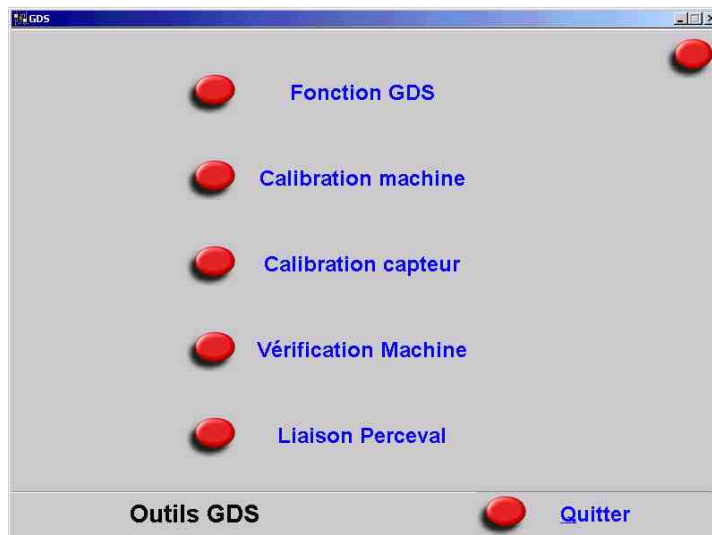 GDS
Fonction GDS
Calibration machine
Calibration capteur
Vérification Machine
Liaison Perceval
Outils GDS
Quitter